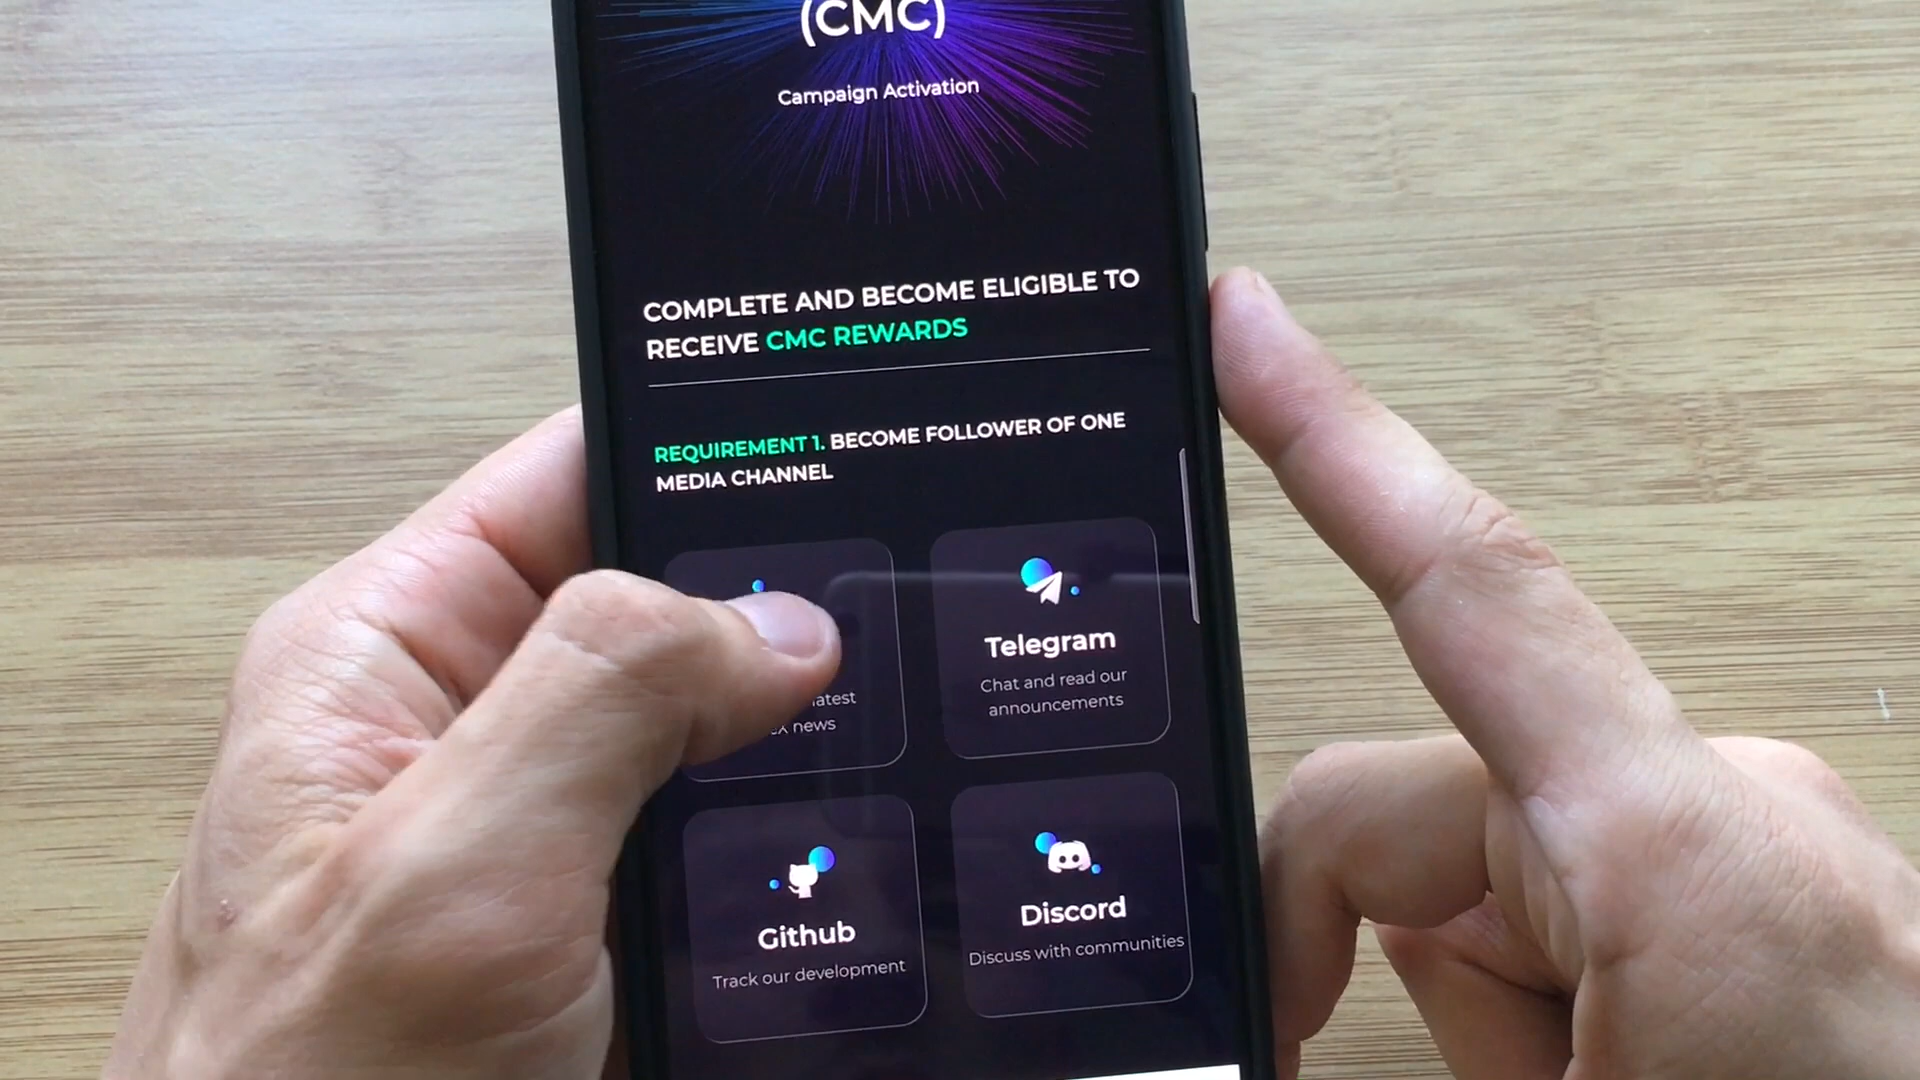 (CMC)
Campaign Activation
COMPLETE AND BECOME ELIGIBLE TO
RECEIVE CMC REWARDS
REQUIREMENT 1. BECOME FOLLOWER OF ONE
MEDIA CHANNEL
latest
news
Telegram
Chat and read our
announcements
Github
Track our development
Discord
Discuss with communities